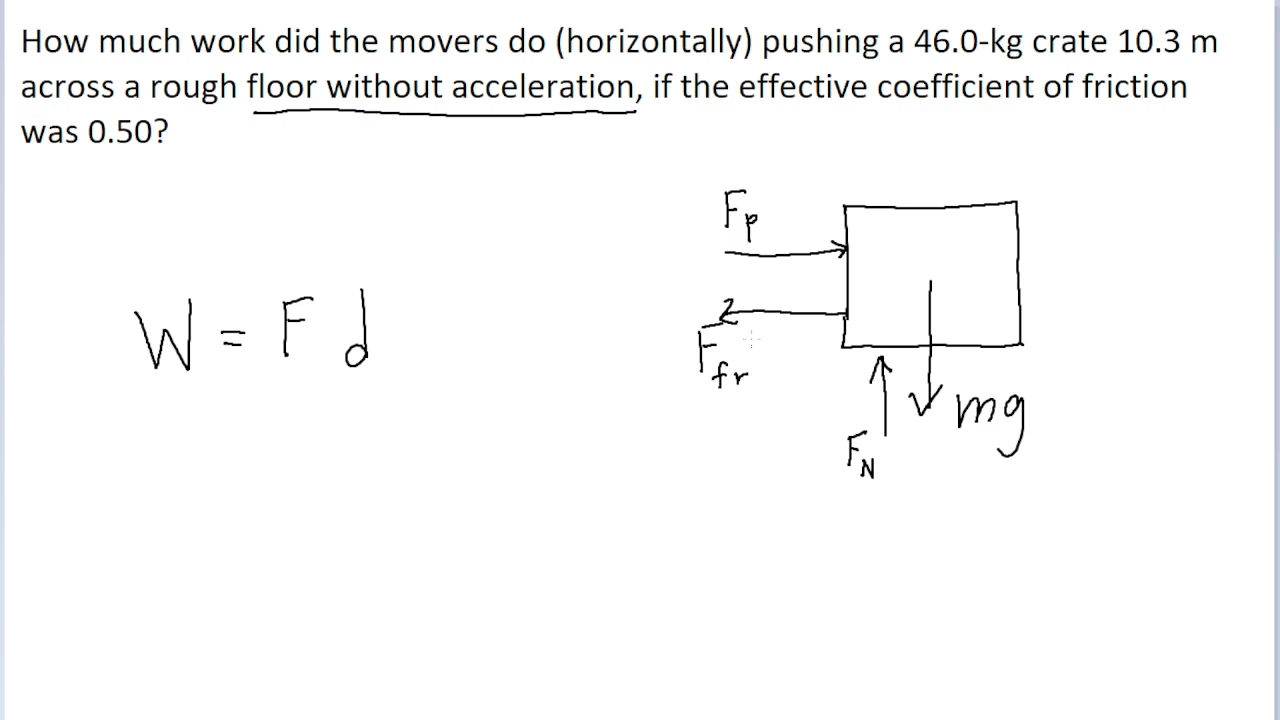 How much work did the movers do (horizontally) pushing a 46.0-kg crate 10.3 m
across a rough floor without acceleration, if the effective coefficient of friction
was 0.50?
Fp
W = F d
Ffr
mg
FN